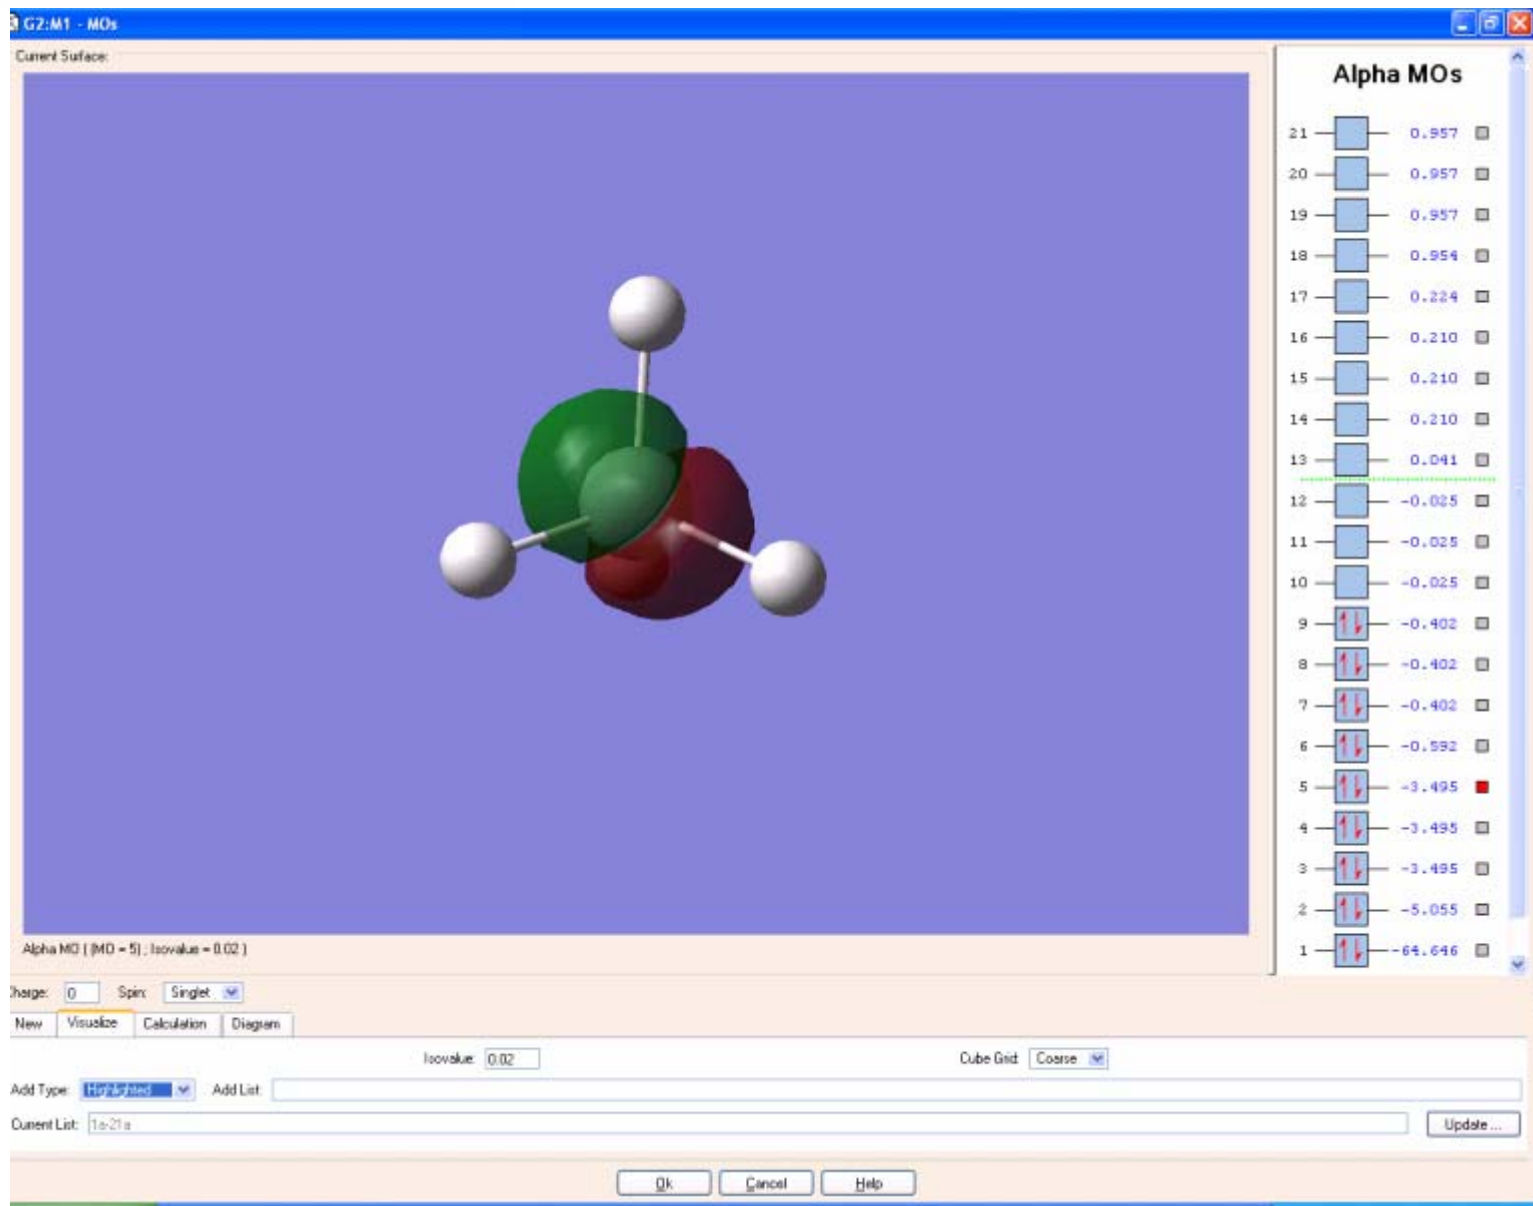 G2:M1 - MOs
Current Surface:
Alpha MOs
21 0.957
20 0.957
19 0.957
18 0.954
17 0.224
16 0.210
15 0.210
14 0.210
13 0.041
12 -0.025
11 -0.025
10 -0.025
9 -0.402
8 -0.402
7 -0.402
6 -0.592
5 -3.495
4 -3.495
3 -3.495
2 -5.055
1 -64.646
Alpha MO ( (MO = 5) ; Isovalue = 0.02 )
Charge: 0 Spin: Singlet
New Visualize Calculation Diagram
Isovalue: 0.02 Cube Grid: Coarse
Add Type: Highlighted Add List:
Current List: 1a-21a Update ...
Ok Cancel Help